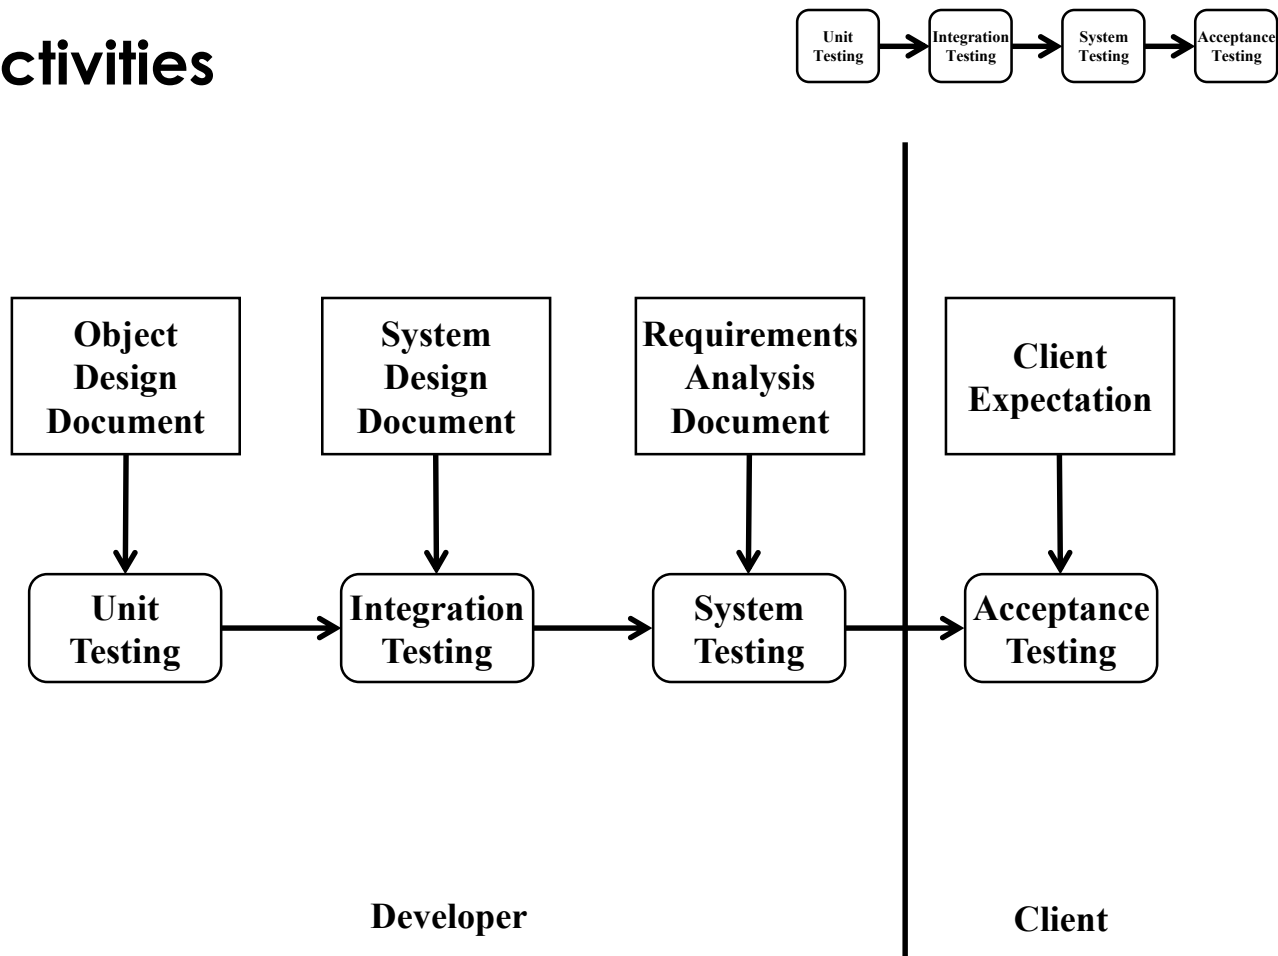 ctivities
Unit
Testing
Integration
Testing
System
Testing
Acceptance
Testing
Object
Design
Document
System
Design
Document
Requirements
Analysis
Document
Client
Expectation
Unit
Testing
Integration
Testing
System
Testing
Acceptance
Testing
Developer
Client